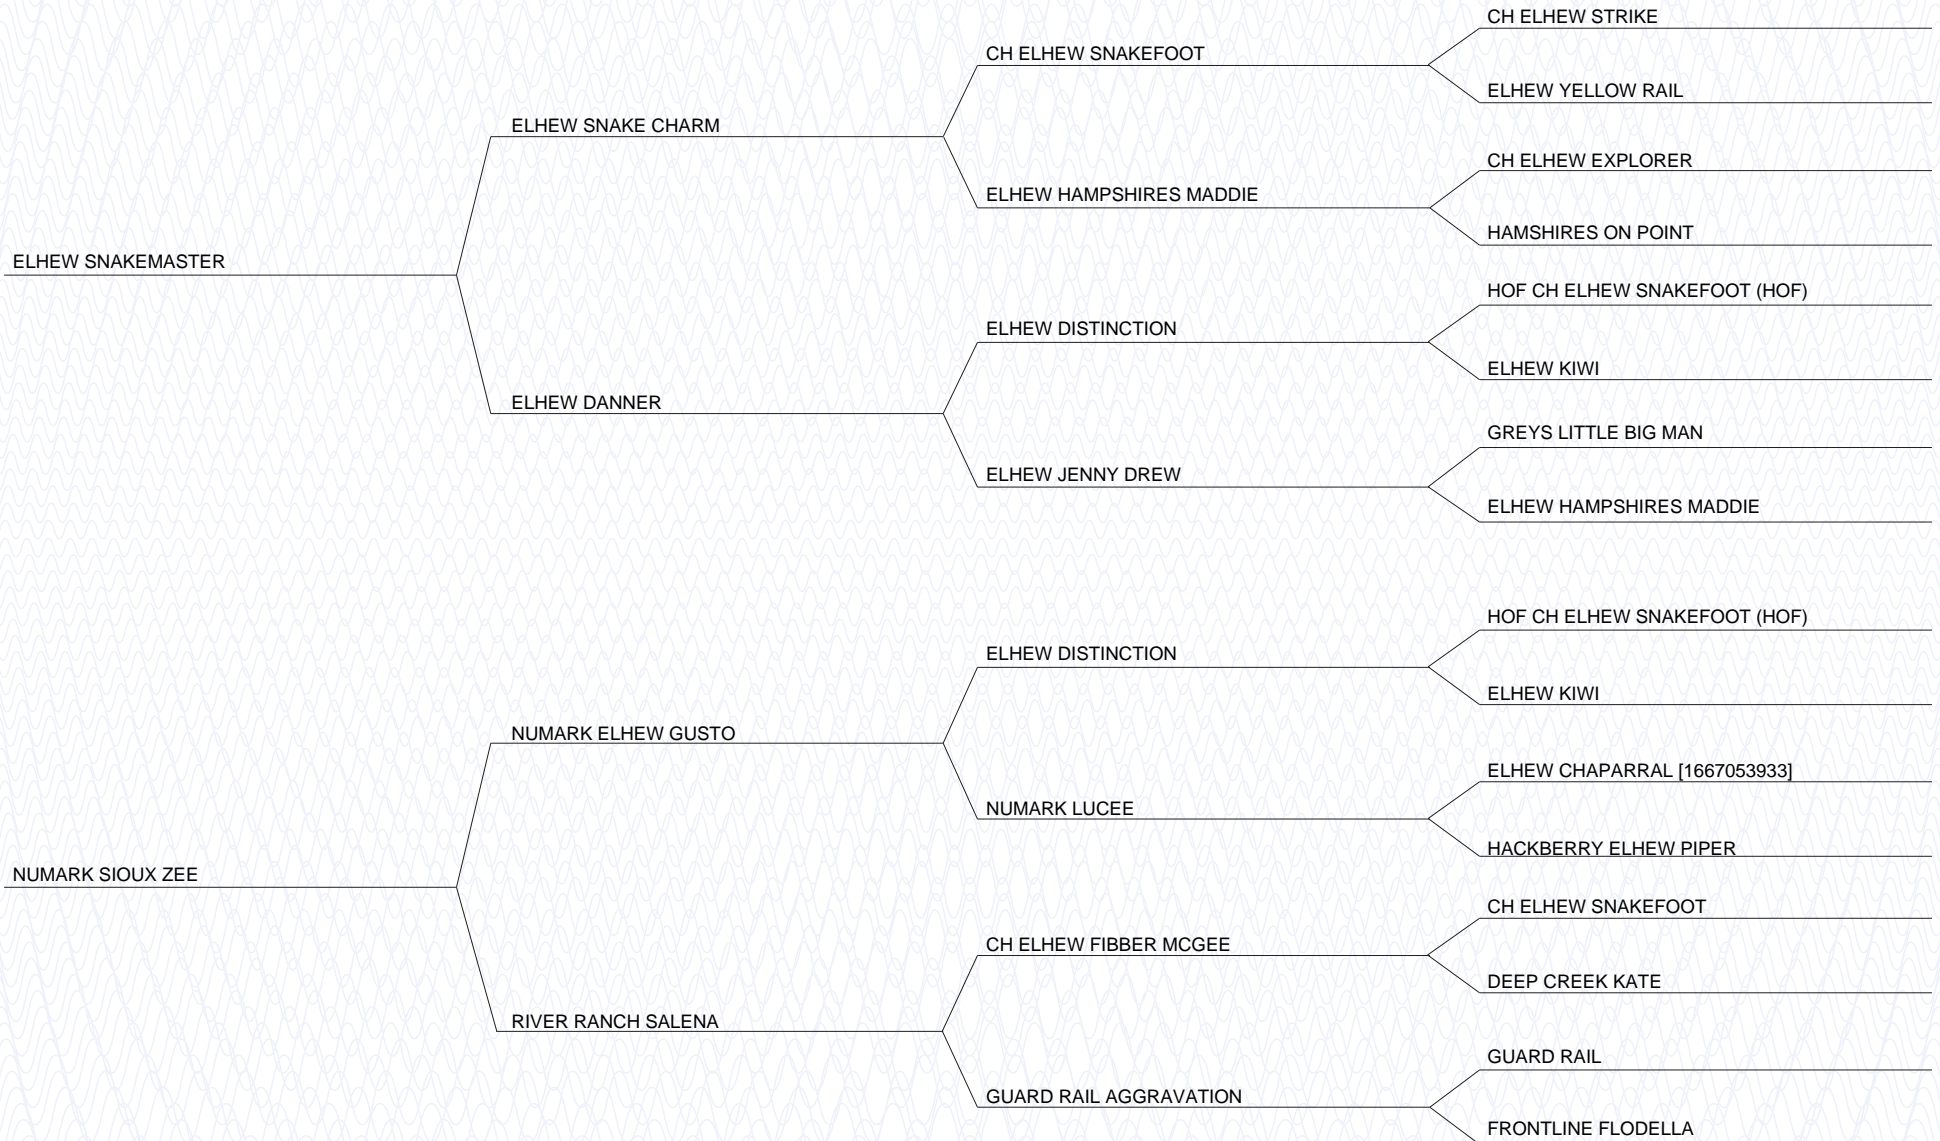 CH ELHEW STRIKE
CH ELHEW SNAKEFOOT
ELHEW YELLOW RAIL
ELHEW SNAKE CHARM
CH ELHEW EXPLORER
ELHEW HAMPSHIRES MADDIE
HAMSHIRES ON POINT
ELHEW SNAKEMASTER
HOF CH ELHEW SNAKEFOOT (HOF)
ELHEW DISTINCTION
ELHEW KIWI
ELHEW DANNER
GREYS LITTLE BIG MAN
ELHEW JENNY DREW
ELHEW HAMPSHIRES MADDIE
HOF CH ELHEW SNAKEFOOT (HOF)
ELHEW DISTINCTION
ELHEW KIWI
NUMARK ELHEW GUSTO
ELHEW CHAPARRAL [1667053933]
NUMARK LUCEE
HACKBERRY ELHEW PIPER
NUMARK SIOUX ZEE
CH ELHEW SNAKEFOOT
CH ELHEW FIBBER MCGEE
DEEP CREEK KATE
RIVER RANCH SALENA
GUARD RAIL
GUARD RAIL AGGRAVATION
FRONTLINE FLODELLA